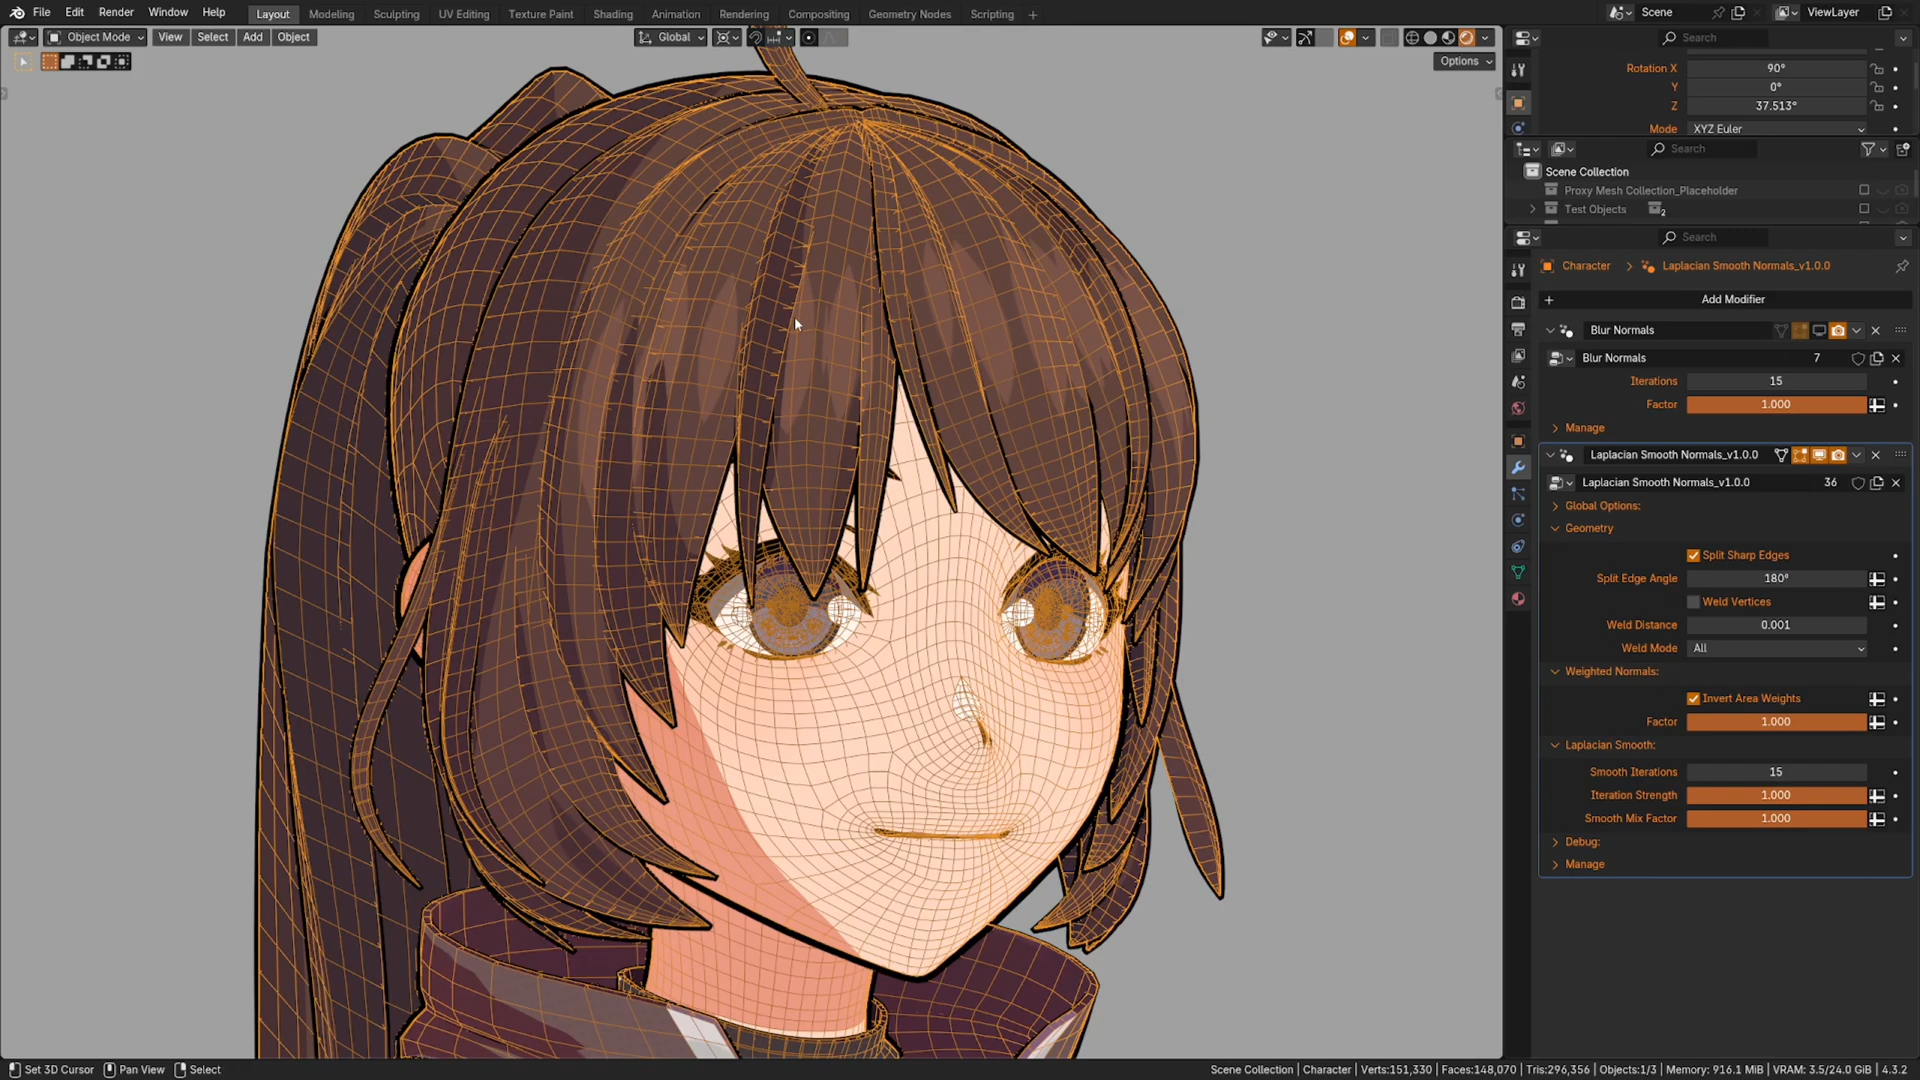 File Edit Render Window Help Layout Modeling Sculpting UV Editing Texture Paint Shading Animation Rendering Compositing Geometry Nodes Scripting + Scene ViewLayer
Object Mode View Select Add Object Global Search
Options
Rotation X 90°
Y 0°
Z 37.513°
Mode XYZ Euler
Search
Scene Collection
Proxy Mesh Collection_Placeholder
Test Objects 2
Search
Character > Laplacian Smooth Normals_v1.0.0
+ Add Modifier
Blur Normals
Blur Normals 7
Iterations 15
Factor 1.000
Manage
Laplacian Smooth Normals_v1.0.0
Laplacian Smooth Normals_v1.0.0 36
Global Options:
Geometry
Split Sharp Edges
Split Edge Angle 180°
Weld Vertices
Weld Distance 0.001
Weld Mode All
Weighted Normals:
Invert Area Weights
Factor 1.000
Laplacian Smooth:
Smooth Iterations 15
Iteration Strength 1.000
Smooth Mix Factor 1.000
Debug:
Manage
Set 3D Cursor Pan View Select Scene Collection | Character | Verts:151,330 | Faces:148,070 | Tris:296,356 | Objects:1/3 | Memory: 916.1 MiB | VRAM: 3.5/24.0 GiB | 4.3.2